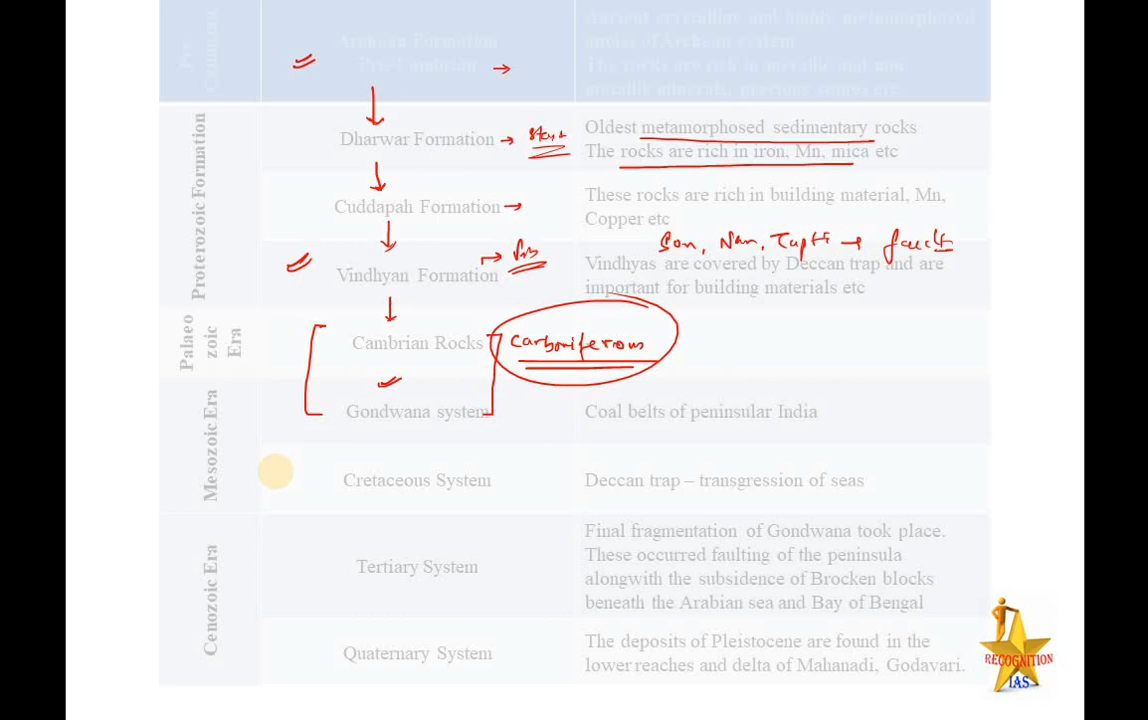 Pre
Cambrian
Archean Formation
Pre-Cambrian
Ancient crystalline and highly metamorphosed
gneiss of Archean system
The rocks are rich in metallic and non
metallic minerals, precious stones etc
Proterozoic Formation
Dharwar Formation
Oldest metamorphosed sedimentary rocks
The rocks are rich in iron, Mn, mica etc
Cuddapah Formation
These rocks are rich in building material, Mn,
Copper etc
Son, Nar, Tapti → fault
Vindhyan Formation
Vindhyas are covered by Deccan trap and are
important for building materials etc
Palaeo
zoic
Era
Cambrian Rocks
Carboniferous
Mesozoic Era
Gondwana system
Coal belts of peninsular India
Cretaceous System
Deccan trap – transgression of seas
Cenozoic Era
Tertiary System
Final fragmentation of Gondwana took place.
These occurred faulting of the peninsula
alongwith the subsidence of Brocken blocks
beneath the Arabian sea and Bay of Bengal
Quaternary System
The deposits of Pleistocene are found in the
lower reaches and delta of Mahanadi, Godavari.
RECOGNITION
IAS